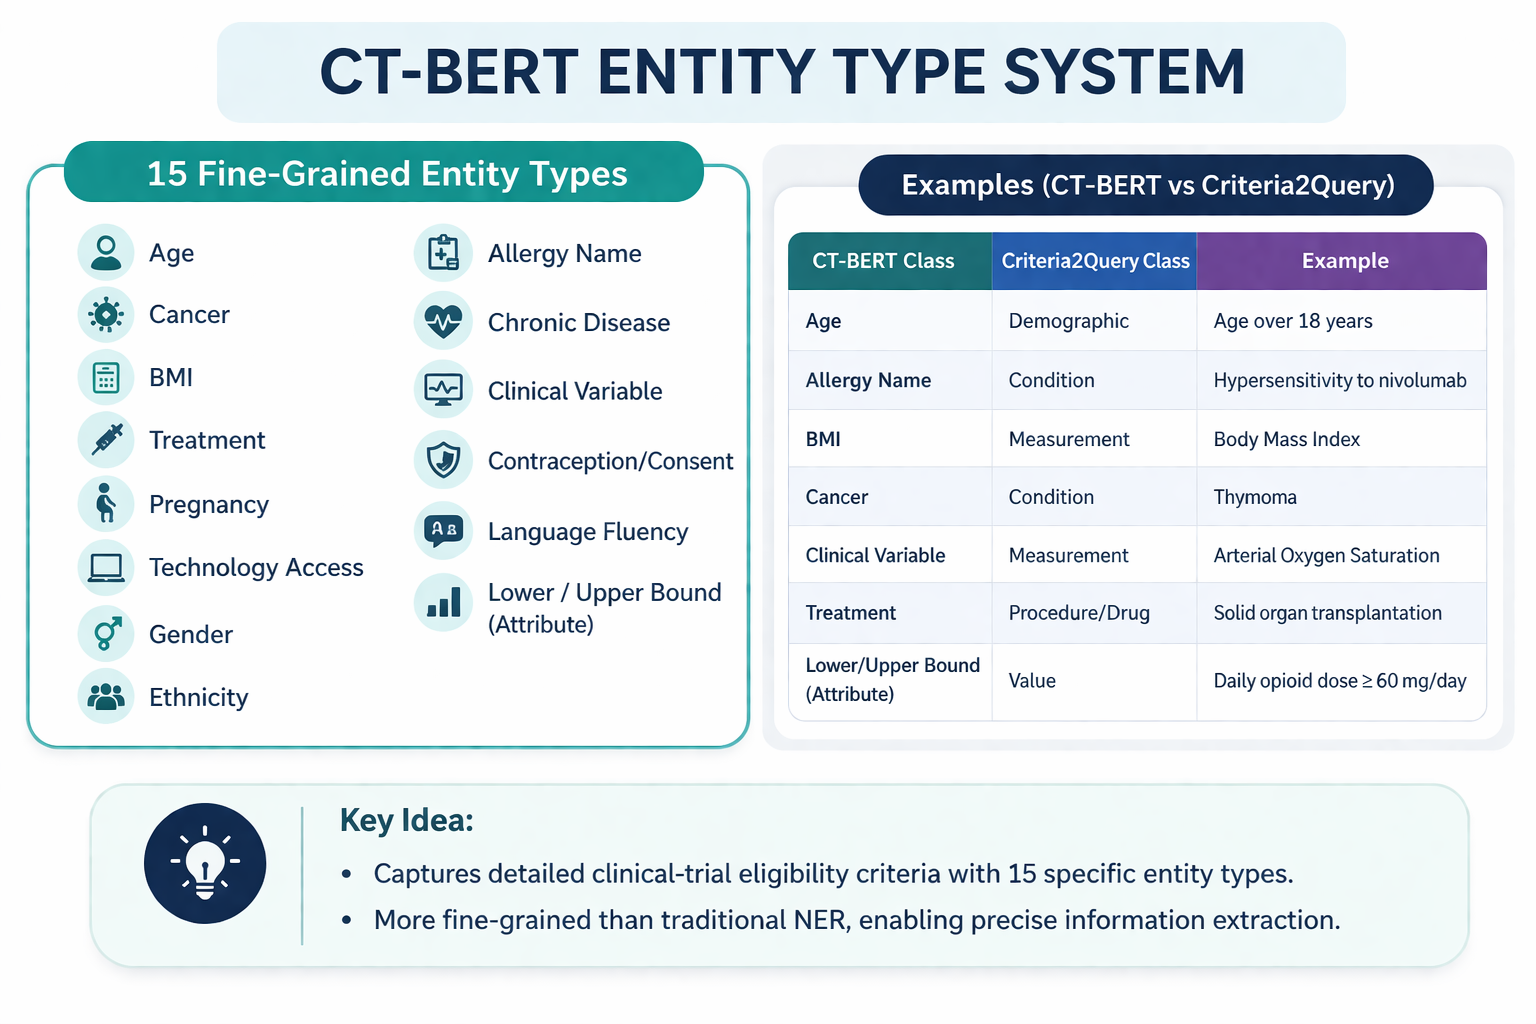 CT-BERT ENTITY TYPE SYSTEM
15 Fine-Grained Entity Types
Age
Cancer
BMI
Treatment
Pregnancy
Technology Access
Gender
Ethnicity
Allergy Name
Chronic Disease
Clinical Variable
Contraception/Consent
A B
Language Fluency
Lower / Upper Bound
(Attribute)
Examples (CT-BERT vs Criteria2Query)
CT-BERT Class Criteria2Query Class Example
Age Demographic Age over 18 years
Allergy Name Condition Hypersensitivity to nivolumab
BMI Measurement Body Mass Index
Cancer Condition Thymoma
Clinical Variable Measurement Arterial Oxygen Saturation
Treatment Procedure/Drug Solid organ transplantation
Lower/Upper Bound
(Attribute) Value Daily opioid dose ≥ 60 mg/day
Key Idea:
• Captures detailed clinical-trial eligibility criteria with 15 specific entity types.
• More fine-grained than traditional NER, enabling precise information extraction.